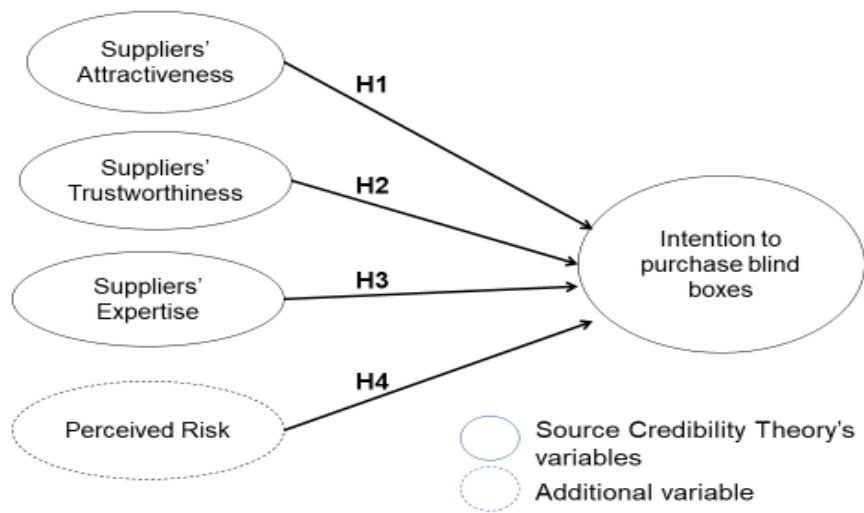 Suppliers'
Attractiveness
H1
Suppliers'
Trustworthiness
H2
Suppliers'
Expertise
H3
Perceived Risk
H4
Intention to
purchase blind
boxes
Source Credibility Theory's
variables
Additional variable